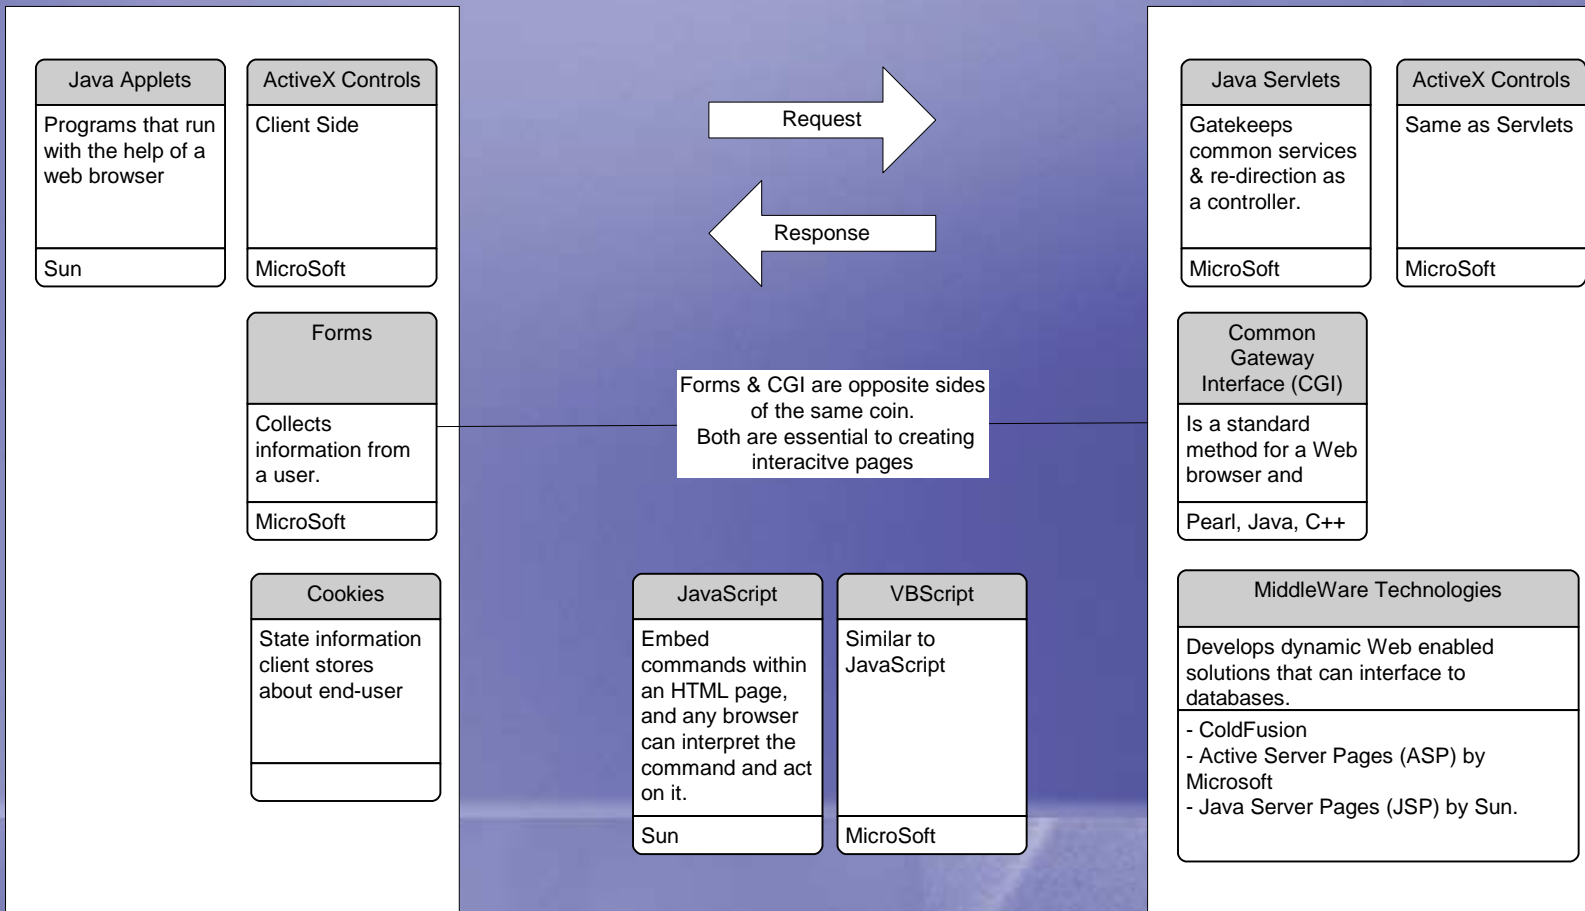 Java Applets
Programs that run
with the help of a
web browser
Sun
ActiveX Controls
Client Side
MicroSoft
Forms
Collects
information from
a user.
MicroSoft
Cookies
State information
client stores
about end-user
Request
Response
Forms & CGI are opposite sides
of the same coin.
Both are essential to creating
interacitve pages
JavaScript
Embed
commands within
an HTML page,
and any browser
can interpret the
command and act
on it.
Sun
VBScript
Similar to
JavaScript
MicroSoft
Java Servlets
Gatekeeps
common services
& re-direction as
a controller.
MicroSoft
ActiveX Controls
Same as Servlets
MicroSoft
Common
Gateway
Interface (CGI)
Is a standard
method for a Web
browser and
Pearl, Java, C++
MiddleWare Technologies
Develops dynamic Web enabled
solutions that can interface to
databases.
- ColdFusion
- Active Server Pages (ASP) by
Microsoft
- Java Server Pages (JSP) by Sun.